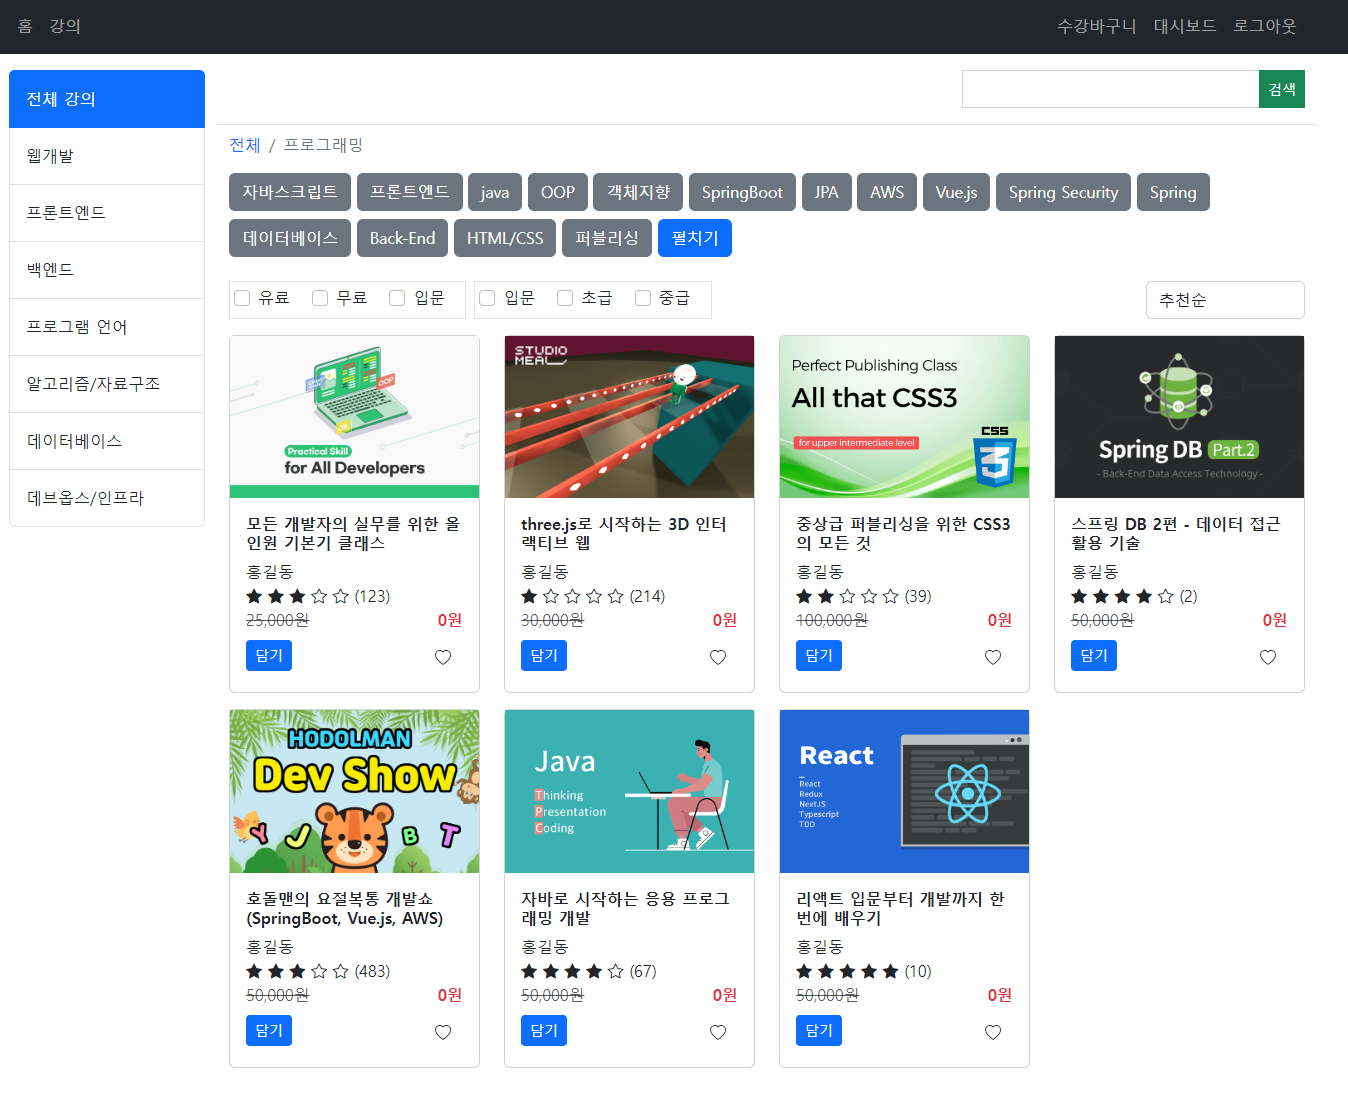 홈 강의 수강바구니 대시보드 로그아웃
전체 강의
웹개발
프론트엔드
백엔드
프로그램 언어
알고리즘/자료구조
데이터베이스
데브옵스/인프라
검색
전체 / 프로그래밍
자바스크립트 프론트엔드 java OOP 객체지향 SpringBoot JPA AWS Vue.js Spring Security Spring
데이터베이스 Back-End HTML/CSS 퍼블리싱 펼치기
유료 무료 입문 입문 초급 중급 추천순
OOP
Practical Skill
for All Developers
모든 개발자의 실무를 위한 올
인원 기본기 클래스
홍길동
(123)
25,000원 0원
담기
STUDIO
MEAL
three.js로 시작하는 3D 인터
랙티브 웹
홍길동
(214)
30,000원 0원
담기
Perfect Publishing Class
All that CSS3
for upper intermediate level
CSS
3
중상급 퍼블리싱을 위한 CSS3
의 모든 것
홍길동
(39)
100,000원 0원
담기
Spring DB Part.2
- Back-End Data Access Technology -
스프링 DB 2편 - 데이터 접근
활용 기술
홍길동
(2)
50,000원 0원
담기
HODOLMAN
Dev Show
Y B T
호돌맨의 요절복통 개발쇼
(SpringBoot, Vue.js, AWS)
홍길동
(483)
50,000원 0원
담기
Java
Thinking
Presentation
Coding
자바로 시작하는 응용 프로그
래밍 개발
홍길동
(67)
50,000원 0원
담기
React
React
Redux
NextJS
Typescript
TDD
리액트 입문부터 개발까지 한
번에 배우기
홍길동
(10)
50,000원 0원
담기